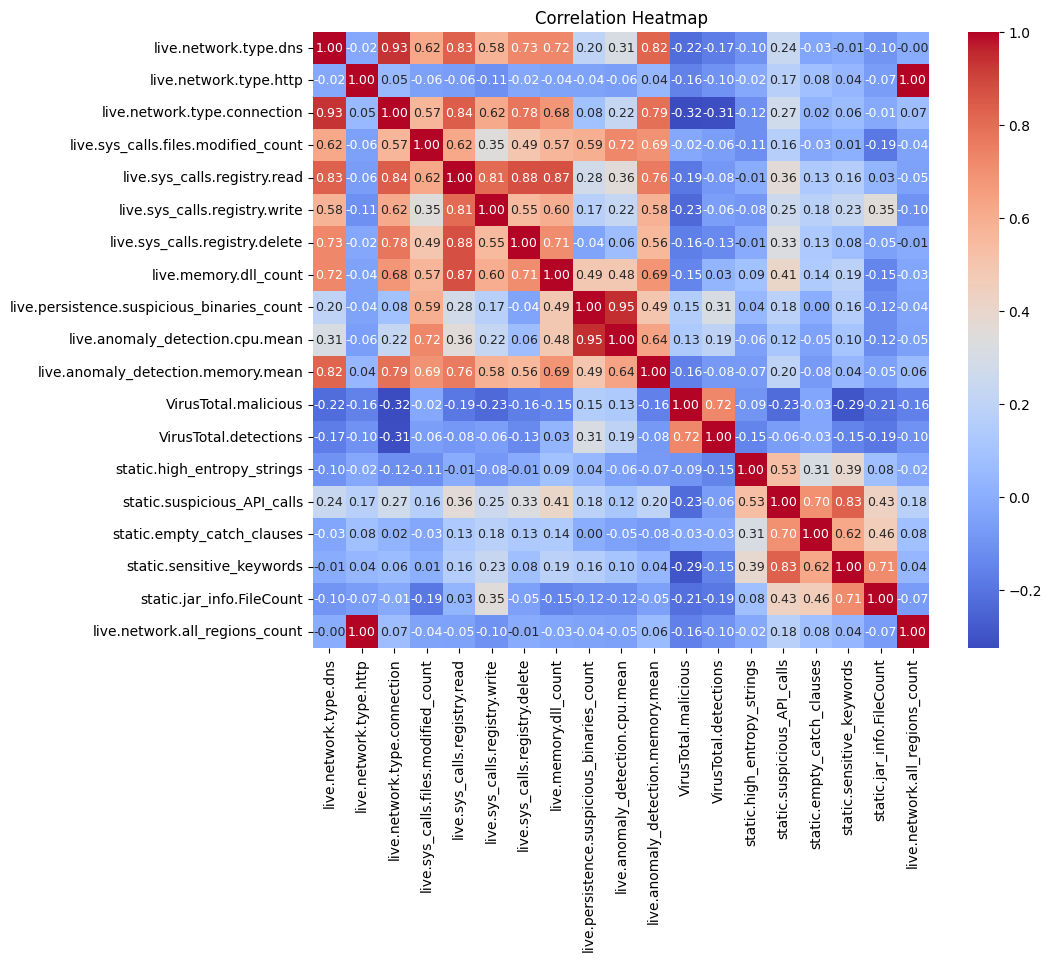 Correlation Heatmap
live.network.type.dns 1.00 -0.02 0.93 0.62 0.83 0.58 0.73 0.72 0.20 0.31 0.82 -0.22 -0.17 -0.10 0.24 -0.03 -0.01 -0.10 -0.00
live.network.type.http -0.02 1.00 0.05 -0.06 -0.06 -0.11 -0.02 -0.04 -0.04 -0.06 0.04 -0.16 -0.10 -0.02 0.17 0.08 0.04 -0.07 1.00
live.network.type.connection 0.93 0.05 1.00 0.57 0.84 0.62 0.78 0.68 0.08 0.22 0.79 -0.32 -0.31 -0.12 0.27 0.02 0.06 -0.01 0.07
live.sys_calls.files.modified_count 0.62 -0.06 0.57 1.00 0.62 0.35 0.49 0.57 0.59 0.72 0.69 -0.02 -0.06 -0.11 0.16 -0.03 0.01 -0.19 -0.04
live.sys_calls.registry.read 0.83 -0.06 0.84 0.62 1.00 0.81 0.88 0.87 0.28 0.36 0.76 -0.19 -0.08 -0.01 0.36 0.13 0.16 0.03 -0.05
live.sys_calls.registry.write 0.58 -0.11 0.62 0.35 0.81 1.00 0.55 0.60 0.17 0.22 0.58 -0.23 -0.06 -0.08 0.25 0.18 0.23 0.35 -0.10
live.sys_calls.registry.delete 0.73 -0.02 0.78 0.49 0.88 0.55 1.00 0.71 -0.04 0.06 0.56 -0.16 -0.13 -0.01 0.33 0.13 0.08 -0.05 -0.01
live.memory.dll_count 0.72 -0.04 0.68 0.57 0.87 0.60 0.71 1.00 0.49 0.48 0.69 -0.15 0.03 0.09 0.41 0.14 0.19 -0.15 -0.03
live.persistence.suspicious_binaries_count 0.20 -0.04 0.08 0.59 0.28 0.17 -0.04 0.49 1.00 0.95 0.49 0.15 0.31 0.04 0.18 0.00 0.16 -0.12 -0.04
live.anomaly_detection.cpu.mean 0.31 -0.06 0.22 0.72 0.36 0.22 0.06 0.48 0.95 1.00 0.64 0.13 0.19 -0.06 0.12 -0.05 0.10 -0.12 -0.05
live.anomaly_detection.memory.mean 0.82 0.04 0.79 0.69 0.76 0.58 0.56 0.69 0.49 0.64 1.00 -0.16 -0.08 -0.07 0.20 -0.08 0.04 -0.05 0.06
VirusTotal.malicious -0.22 -0.16 -0.32 -0.02 -0.19 -0.23 -0.16 -0.15 0.15 0.13 -0.16 1.00 0.72 -0.09 -0.23 -0.03 -0.29 -0.21 -0.16
VirusTotal.detections -0.17 -0.10 -0.31 -0.06 -0.08 -0.06 -0.13 0.03 0.31 0.19 -0.08 0.72 1.00 -0.15 -0.06 -0.03 -0.15 -0.19 -0.10
static.high_entropy_strings -0.10 -0.02 -0.12 -0.11 -0.01 -0.08 -0.01 0.09 0.04 -0.06 -0.07 -0.09 -0.15 1.00 0.53 0.31 0.39 0.08 -0.02
static.suspicious_API_calls 0.24 0.17 0.27 0.16 0.36 0.25 0.33 0.41 0.18 0.12 0.20 -0.23 -0.06 0.53 1.00 0.70 0.83 0.43 0.18
static.empty_catch_clauses -0.03 0.08 0.02 -0.03 0.13 0.18 0.13 0.14 0.00 -0.05 -0.08 -0.03 -0.03 0.31 0.70 1.00 0.62 0.46 0.08
static.sensitive_keywords -0.01 0.04 0.06 0.01 0.16 0.23 0.08 0.19 0.16 0.10 0.04 -0.29 -0.15 0.39 0.83 0.62 1.00 0.71 0.04
static.jar_info.FileCount -0.10 -0.07 -0.01 -0.19 0.03 0.35 -0.05 -0.15 -0.12 -0.12 -0.05 -0.21 -0.19 0.08 0.43 0.46 0.71 1.00 -0.07
live.network.all_regions_count -0.00 1.00 0.07 -0.04 -0.05 -0.10 -0.01 -0.03 -0.04 -0.05 0.06 -0.16 -0.10 -0.02 0.18 0.08 0.04 -0.07 1.00
live.network.type.dns
live.network.type.http
live.network.type.connection
live.sys_calls.files.modified_count
live.sys_calls.registry.read
live.sys_calls.registry.write
live.sys_calls.registry.delete
live.memory.dll_count
live.persistence.suspicious_binaries_count
live.anomaly_detection.cpu.mean
live.anomaly_detection.memory.mean
VirusTotal.malicious
VirusTotal.detections
static.high_entropy_strings
static.suspicious_API_calls
static.empty_catch_clauses
static.sensitive_keywords
static.jar_info.FileCount
live.network.all_regions_count
1.0
0.8
0.6
0.4
0.2
0.0
−0.2